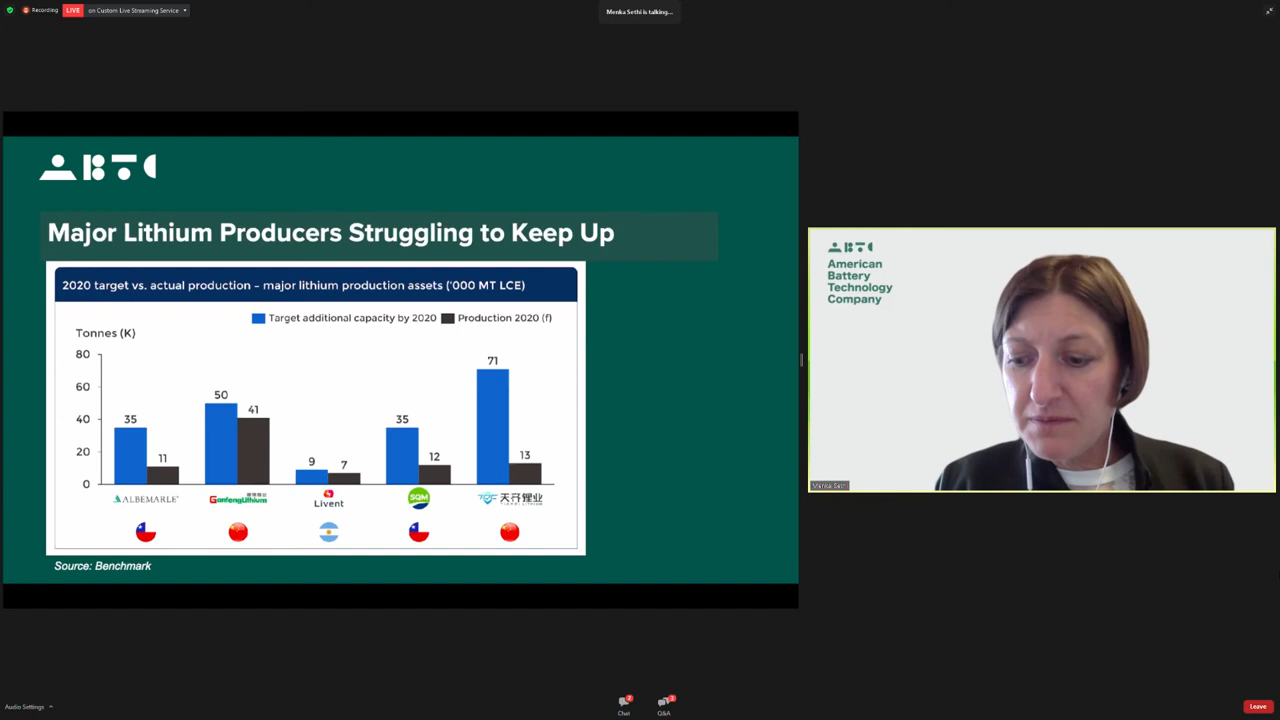 Recording
LIVE
on Custom Live Streaming Service
Menka Sethi is talking...
ABTC
Major Lithium Producers Struggling to Keep Up
2020 target vs. actual production – major lithium production assets ('000 MT LCE)
Target additional capacity by 2020
Production 2020 (f)
Tonnes (K)
80
60
40
20
0
35
11
50
41
9
7
35
12
71
13
ALBEMARLE
GanfengLithium
Livent
SQM
天齐锂业
Source: Benchmark
ABTC
American
Battery
Technology
Company
Menka Sethi
Audio Settings
Chat
Q&A
Leave